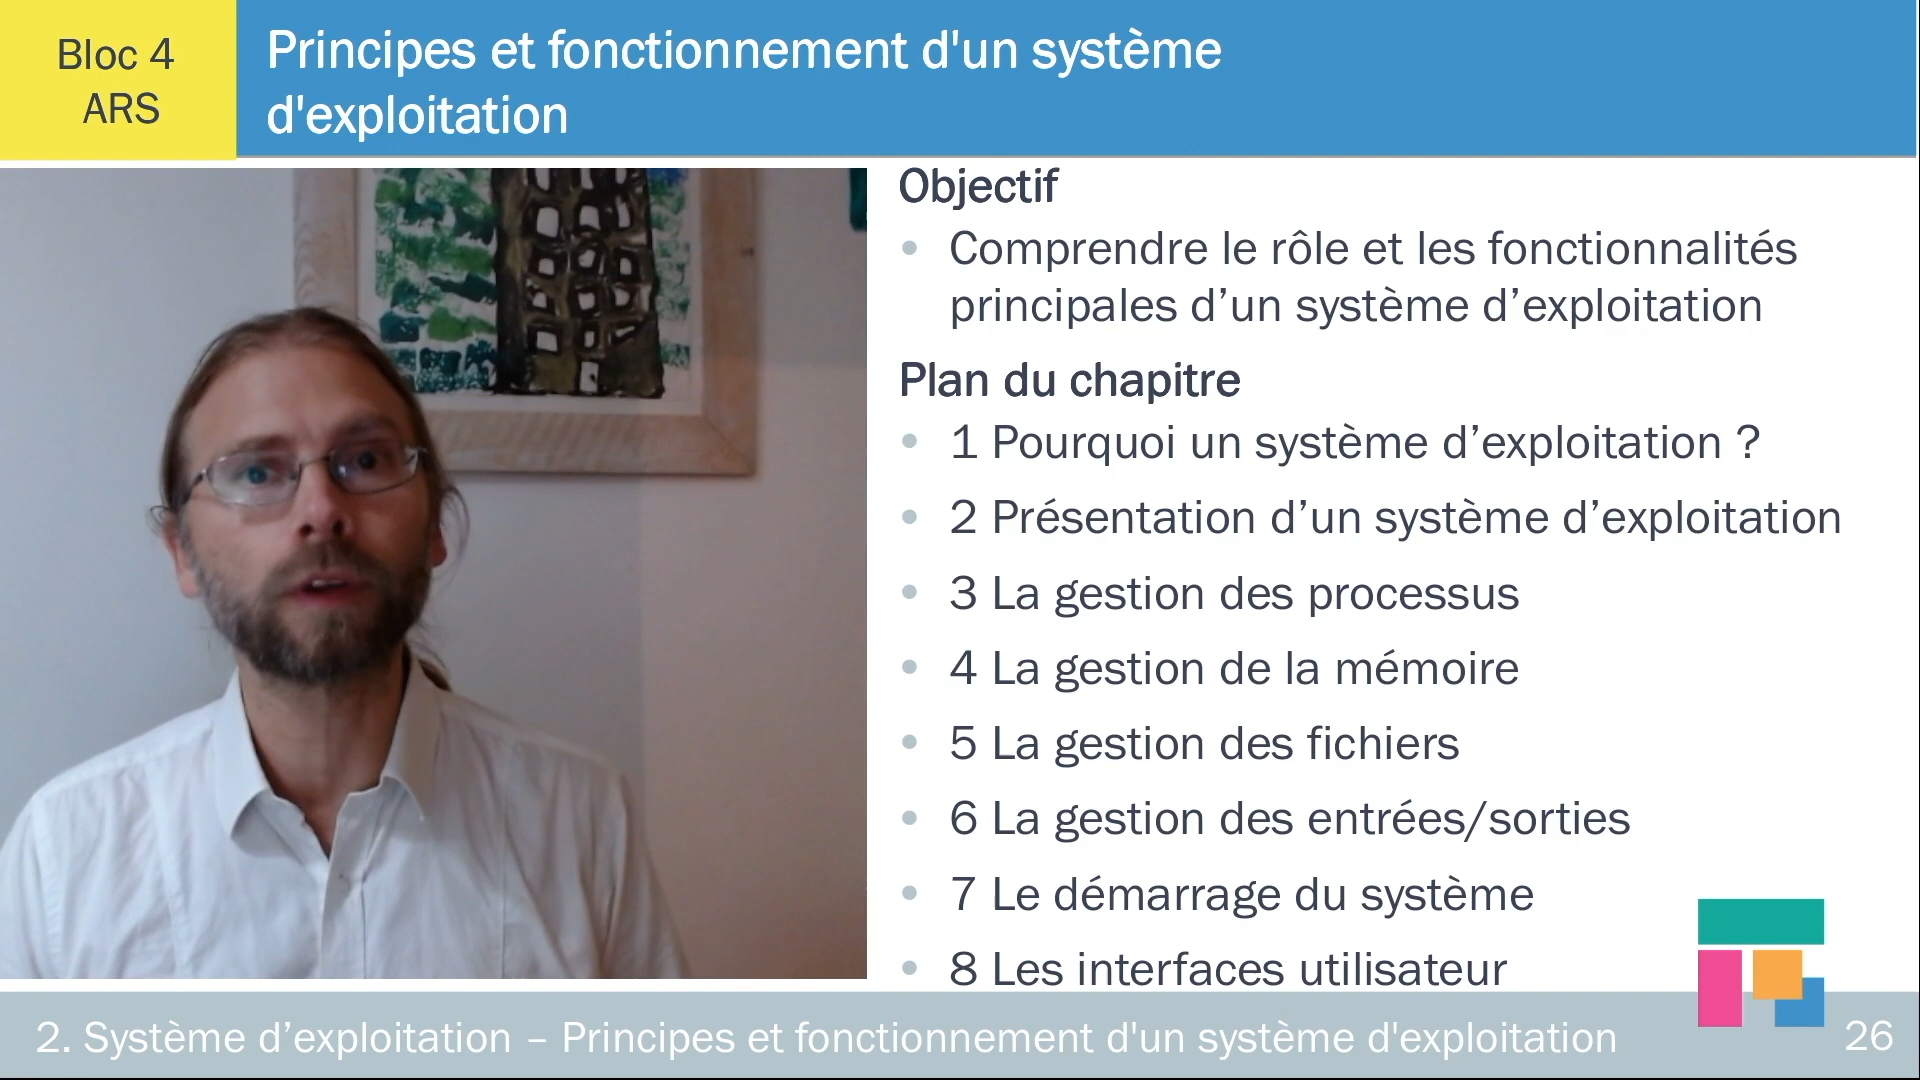 Bloc 4
ARS
Principes et fonctionnement d'un système
d'exploitation
Objectif
• Comprendre le rôle et les fonctionnalités
principales d’un système d’exploitation
Plan du chapitre
• 1 Pourquoi un système d’exploitation ?
• 2 Présentation d’un système d’exploitation
• 3 La gestion des processus
• 4 La gestion de la mémoire
• 5 La gestion des fichiers
• 6 La gestion des entrées/sorties
• 7 Le démarrage du système
• 8 Les interfaces utilisateur
2. Système d’exploitation – Principes et fonctionnement d'un système d'exploitation
26